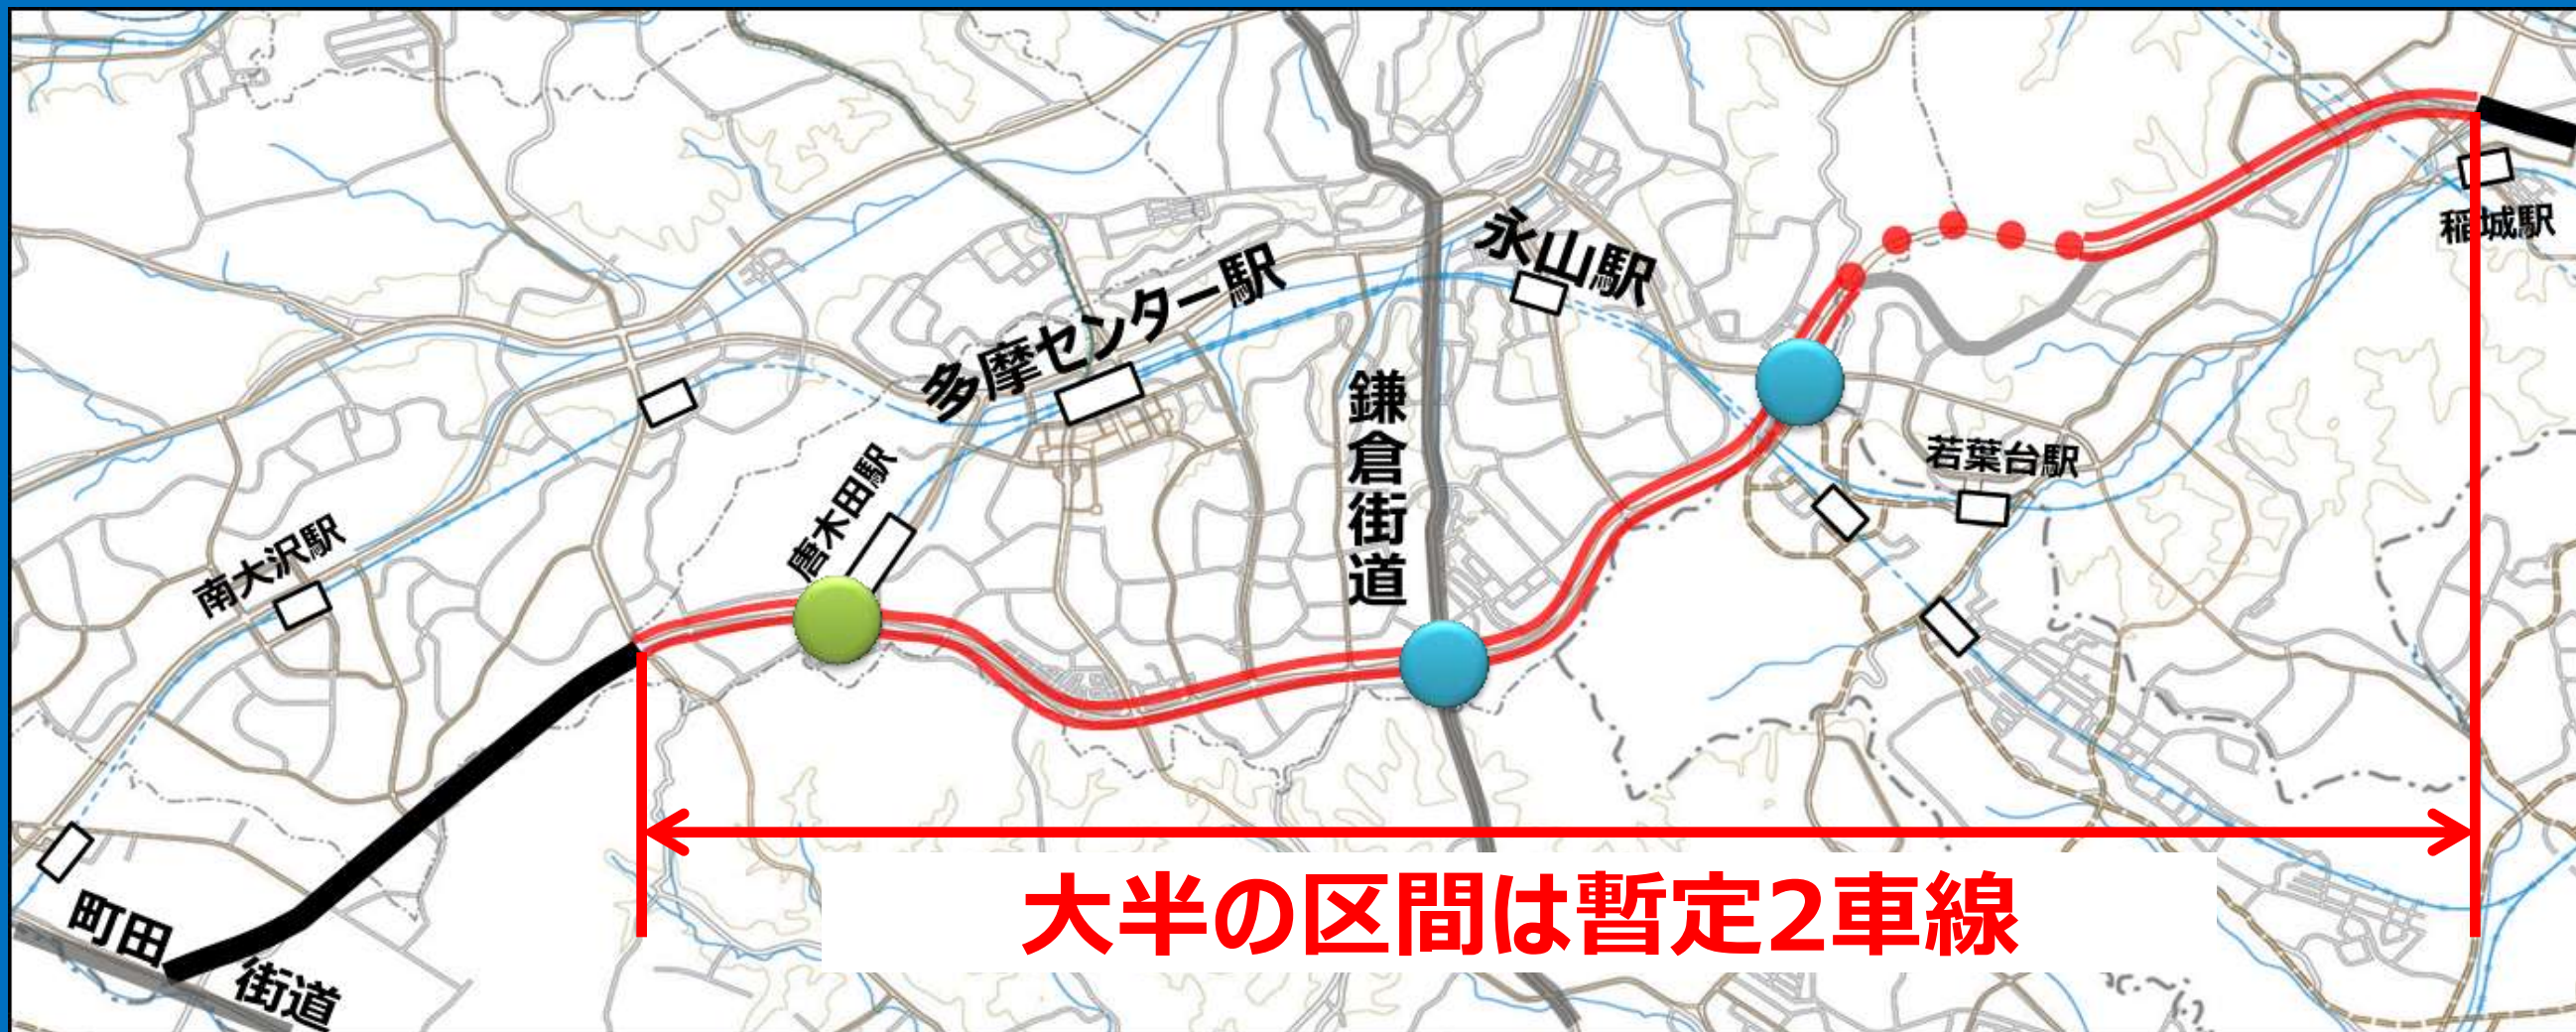 稲城駅
永山駅
多摩センター駅
鎌倉街道
若葉台駅
唐木田駅
南大沢駅
大半の区間は暫定2車線
町田
街道